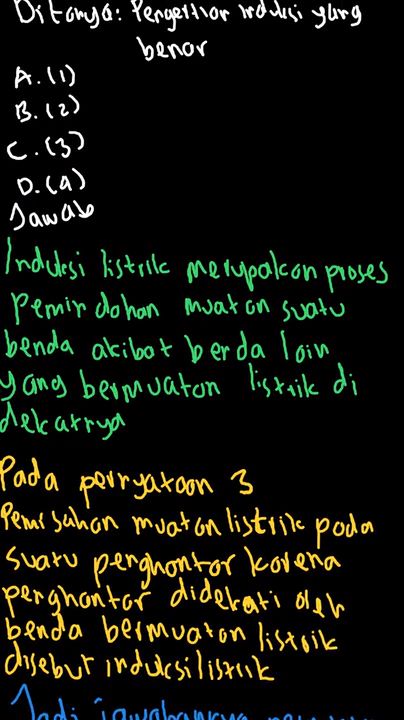 Ditanya: Pengertian induksi yang
benar
A. (1)
B. (2)
C. (3)
D. (4)
Jawab
Induksi listrik merupakan proses
pemindahan muatan suatu
benda akibat benda lain
yang bermuatan listrik di
dekatnya
Pada pernyataan 3
Pemisahan muatan listrik pada
suatu penghantar karena
penghantar didekati oleh
benda bermuatan listrik
disebut induksi listrik
Jadi jawabannya